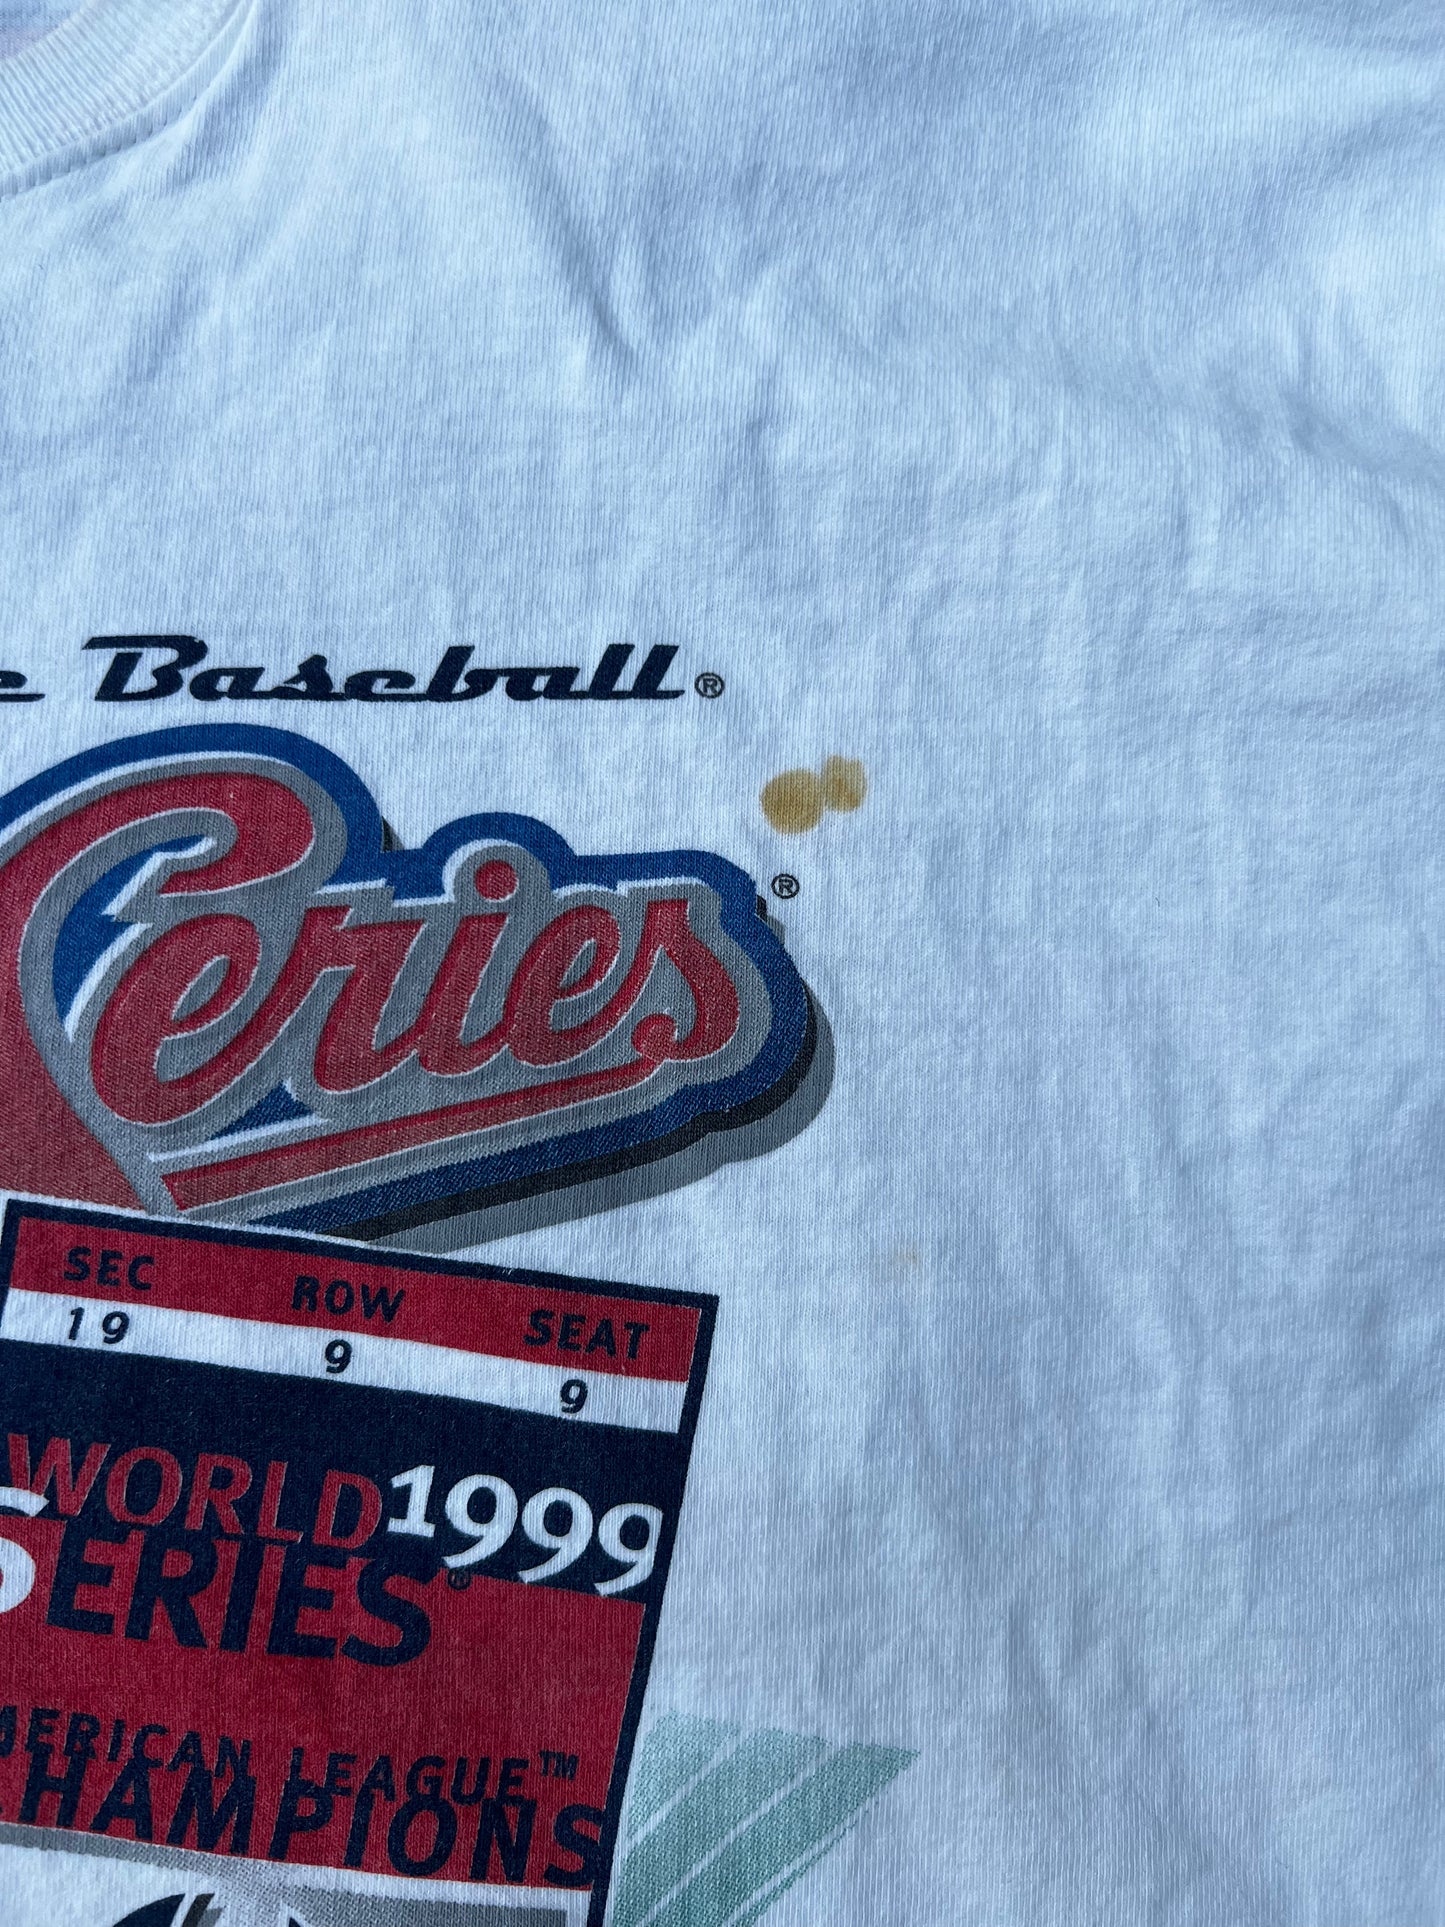 e Baseball®
Series®
SEC ROW SEAT
19 9 9
WORLD 1999
SERIES®
AMERICAN LEAGUE™
CHAMPIONS